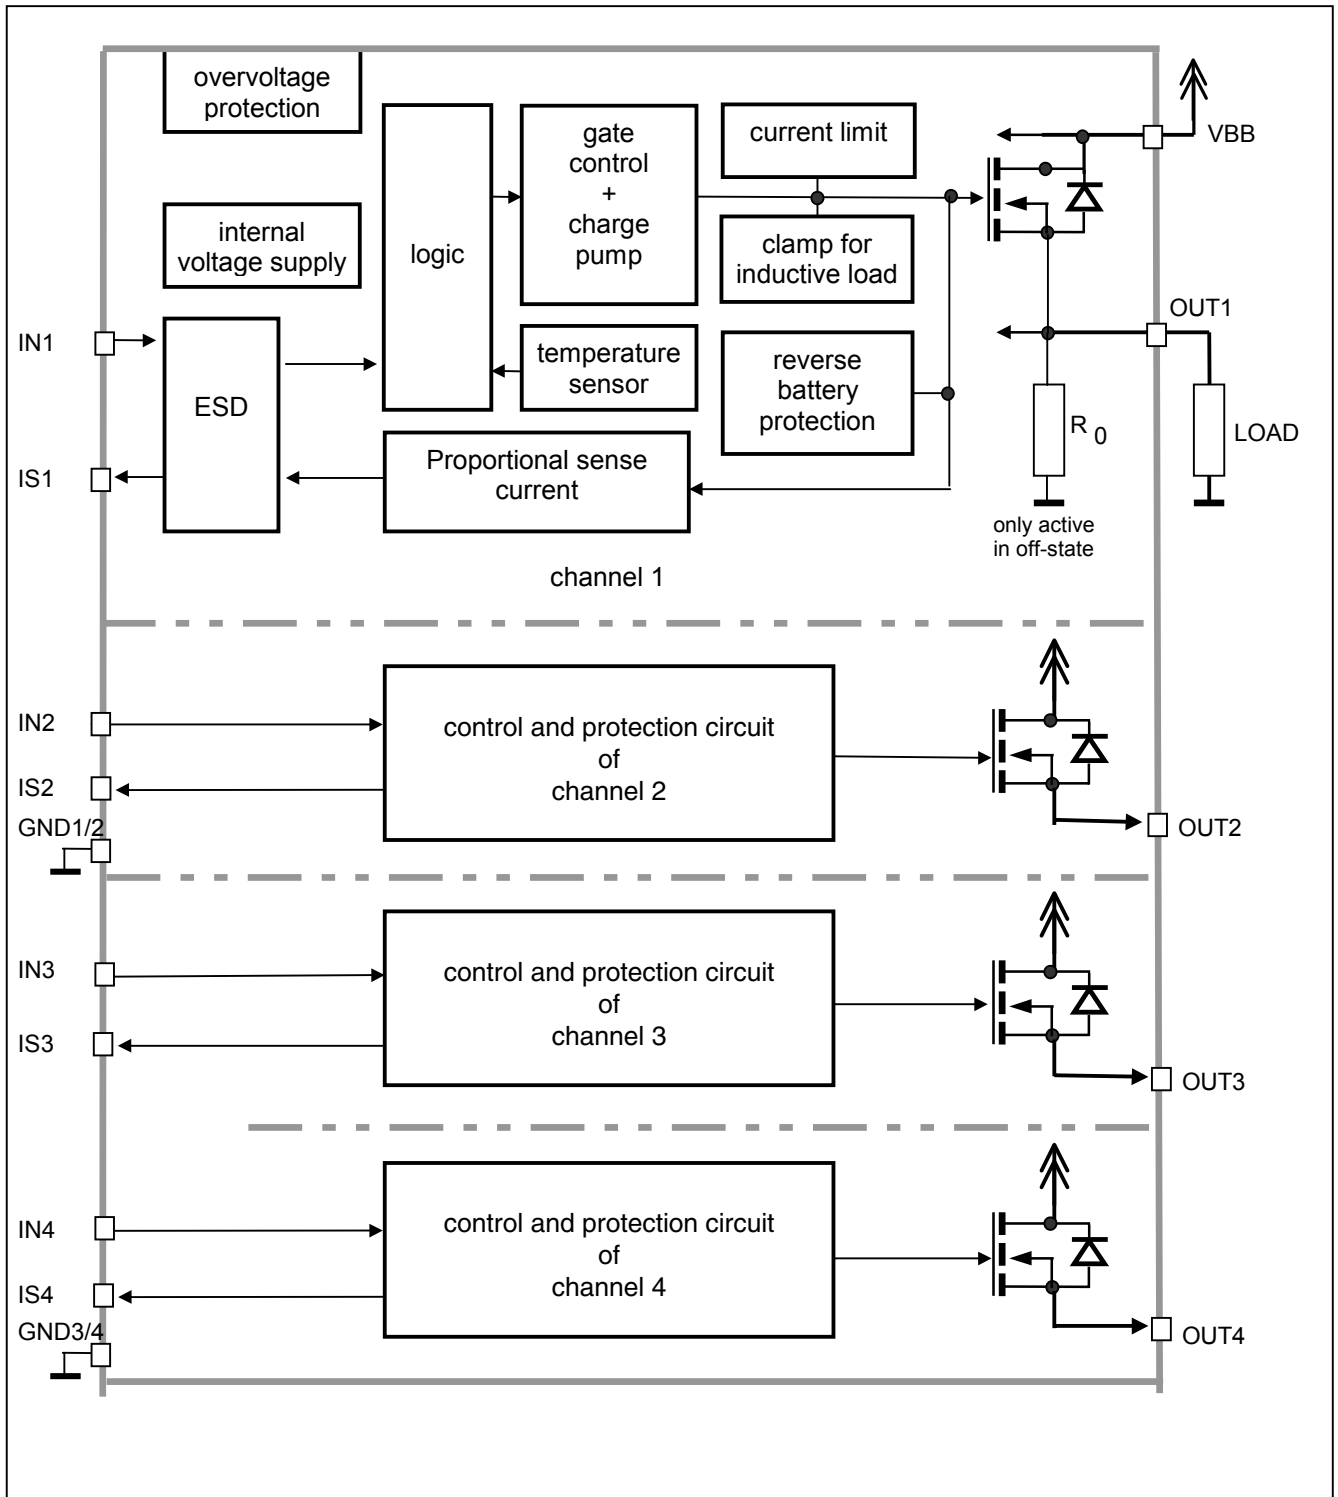 overvoltage
protection
gate
control
+
charge
pump
current limit
VBB
internal
voltage supply
logic
clamp for
inductive load
OUT1
IN1
ESD
temperature
sensor
reverse
battery
protection
R 0
LOAD
IS1
Proportional sense
current
only active
in off-state
channel 1
IN2
control and protection circuit
of
channel 2
IS2
GND1/2
OUT2
IN3
control and protection circuit
of
channel 3
IS3
OUT3
IN4
control and protection circuit
of
channel 4
IS4
GND3/4
OUT4